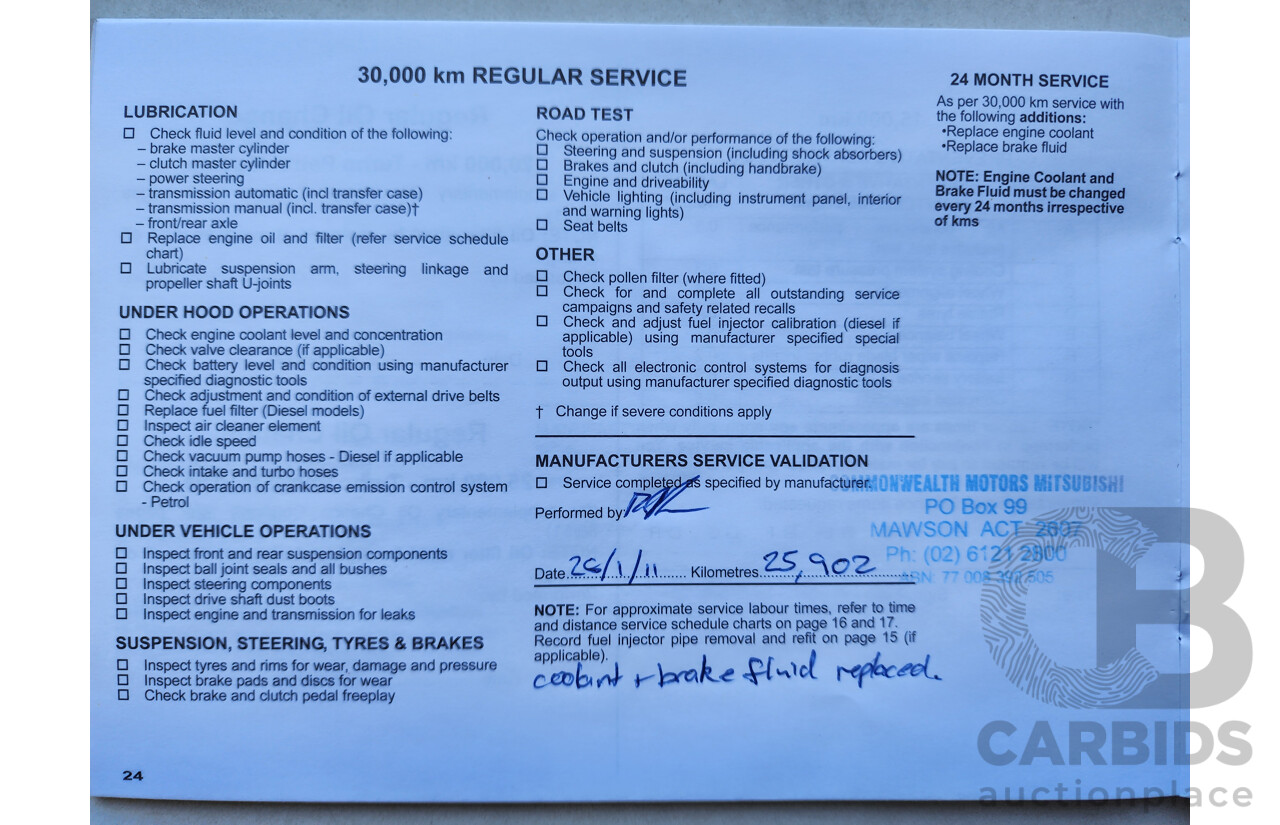 30,000 km REGULAR SERVICE
LUBRICATION
Check fluid level and condition of the following:
– brake master cylinder
– clutch master cylinder
– power steering
– transmission automatic (incl transfer case)
– transmission manual (incl. transfer case)†
– front/rear axle
Replace engine oil and filter (refer service schedule
chart)
Lubricate suspension arm, steering linkage and
propeller shaft U-joints
UNDER HOOD OPERATIONS
Check engine coolant level and concentration
Check valve clearance (if applicable)
Check battery level and condition using manufacturer
specified diagnostic tools
Check adjustment and condition of external drive belts
Replace fuel filter (Diesel models)
Inspect air cleaner element
Check idle speed
Check vacuum pump hoses - Diesel if applicable
Check intake and turbo hoses
Check operation of crankcase emission control system
- Petrol
UNDER VEHICLE OPERATIONS
Inspect front and rear suspension components
Inspect ball joint seals and all bushes
Inspect steering components
Inspect drive shaft dust boots
Inspect engine and transmission for leaks
SUSPENSION, STEERING, TYRES & BRAKES
Inspect tyres and rims for wear, damage and pressure
Inspect brake pads and discs for wear
Check brake and clutch pedal freeplay
24
ROAD TEST
Check operation and/or performance of the following:
Steering and suspension (including shock absorbers)
Brakes and clutch (including handbrake)
Engine and driveability
Vehicle lighting (including instrument panel, interior
and warning lights)
Seat belts
OTHER
Check pollen filter (where fitted)
Check for and complete all outstanding service
campaigns and safety related recalls
Check and adjust fuel injector calibration (diesel if
applicable) using manufacturer specified special
tools
Check all electronic control systems for diagnosis
output using manufacturer specified diagnostic tools
† Change if severe conditions apply
MANUFACTURERS SERVICE VALIDATION
Service completed as specified by manufacturer.
Performed by:
Date 1/11 Kilometres 25,902
COMMONWEALTH MOTORS MITSUBISHI
PO Box 99
MAWSON ACT 2607
Ph: (02) 6121 2800
ABN: 77 008
NOTE: For approximate service labour times, refer to time
and distance service schedule charts on page 16 and 17.
Record fuel injector pipe removal and refit on page 15 (if
applicable).
coolant + brake fluid replaced.
24 MONTH SERVICE
As per 30,000 km service with
the following additions:
•Replace engine coolant
•Replace brake fluid
NOTE: Engine Coolant and
Brake Fluid must be changed
every 24 months irrespective
of kms
CB
CARBIDS
auctionplace